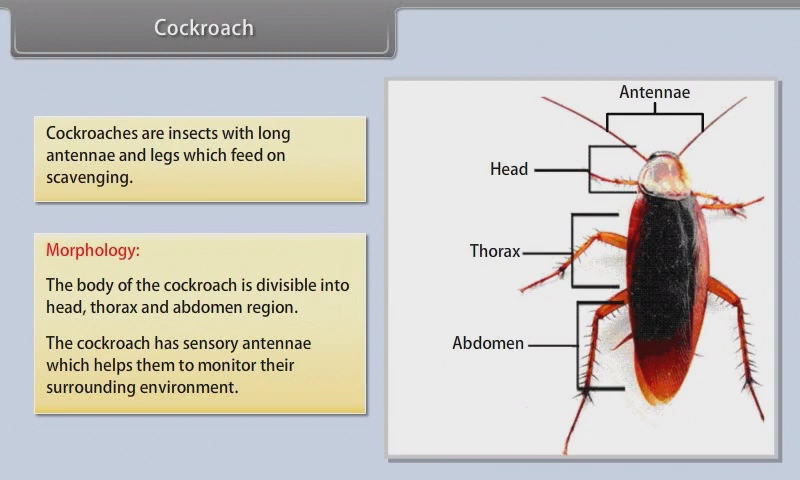 Cockroach
Cockroaches are insects with long
antennae and legs which feed on
scavenging.
Morphology:
The body of the cockroach is divisible into
head, thorax and abdomen region.
The cockroach has sensory antennae
which helps them to monitor their
surrounding environment.
Antennae
Head
Thorax
Abdomen